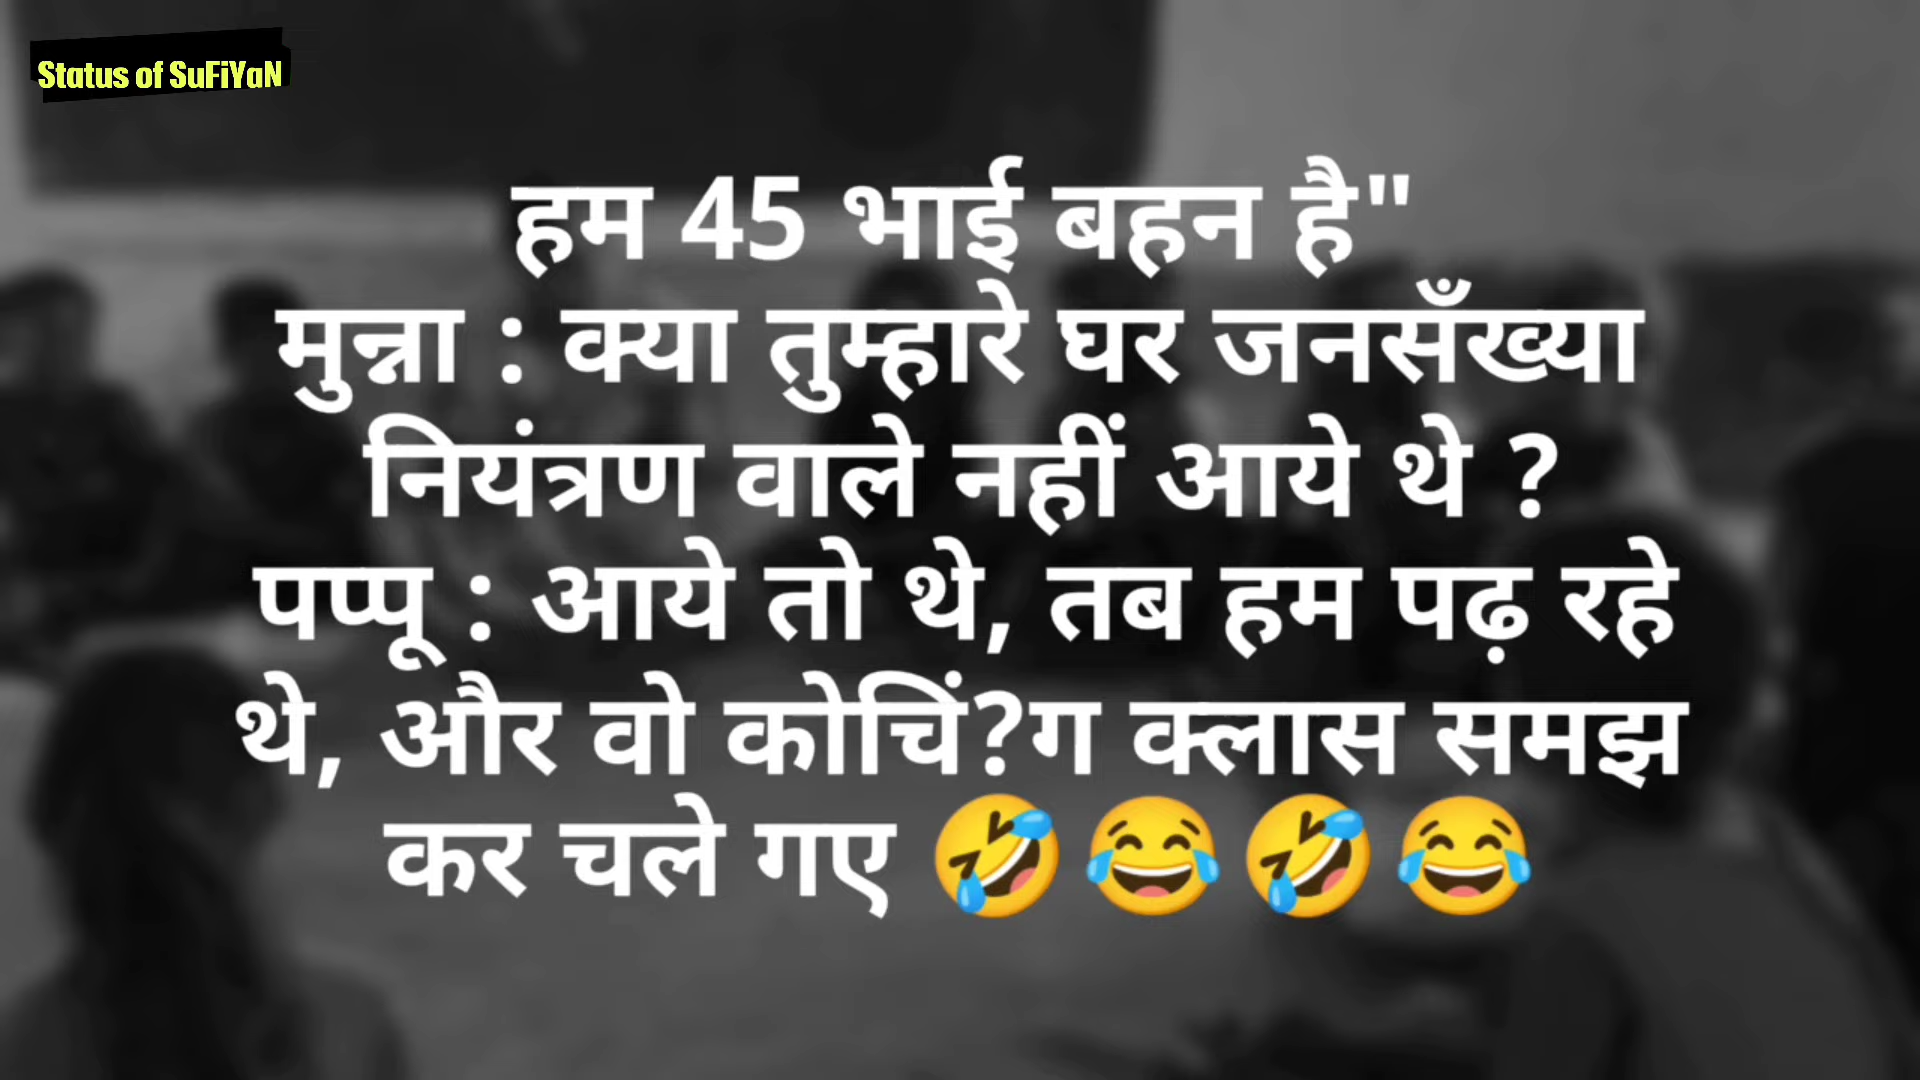 Status of SuFiYaN
हम 45 भाई बहन है"
मुन्ना : क्या तुम्हारे घर जनसँख्या
नियंत्रण वाले नहीं आये थे ?
पप्पू : आये तो थे, तब हम पढ़ रहे
थे, और वो कोचिं?ग क्लास समझ
कर चले गए 🤣😂🤣😂